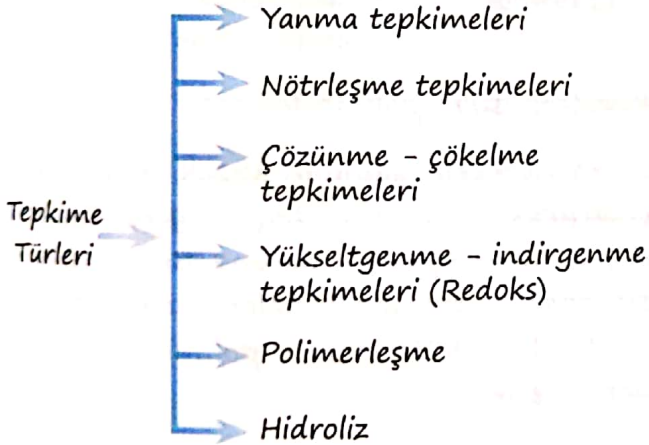 Tepkime
Türleri
Yanma tepkimeleri
Nötrleşme tepkimeleri
Çözünme - çökelme
tepkimeleri
Yükseltgenme - indirgenme
tepkimeleri (Redoks)
Polimerleşme
Hidroliz